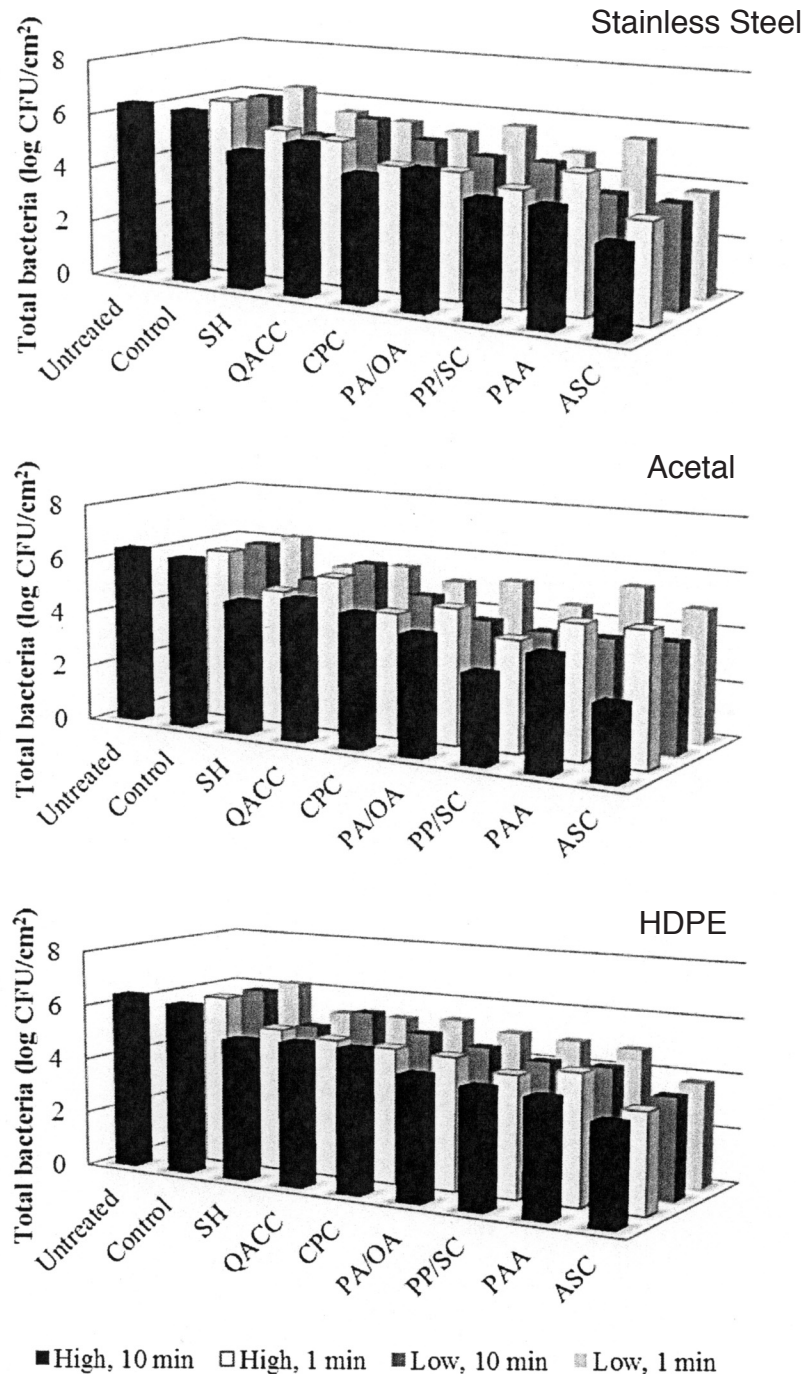 Stainless Steel
Total bacteria (log CFU/cm²)
8
6
4
2
0
Untreated
Control
SH
QACC
CPC
PA/OA
PP/SC
PAA
ASC
Acetal
Total bacteria (log CFU/cm²)
8
6
4
2
0
Untreated
Control
SH
QACC
CPC
PA/OA
PP/SC
PAA
ASC
HDPE
Total bacteria (log CFU/cm²)
8
6
4
2
0
Untreated
Control
SH
QACC
CPC
PA/OA
PP/SC
PAA
ASC
High, 10 min High, 1 min Low, 10 min Low, 1 min